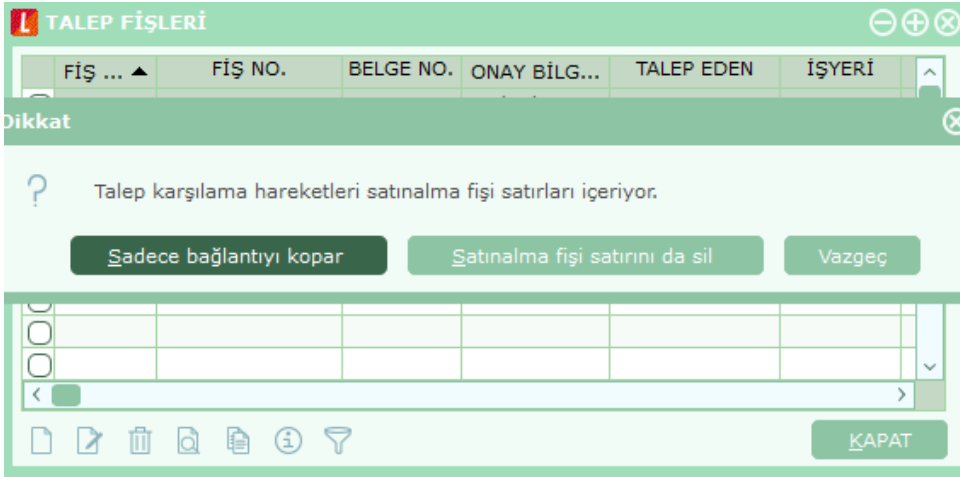 L TALEP FİŞLERİ
FİŞ ... FİŞ NO. BELGE NO. ONAY BİLG... TALEP EDEN İŞYERİ
Dikkat
Talep karşılama hareketleri satınalma fişi satırları içeriyor.
Sadece bağlantıyı kopar Satınalma fişi satırını da sil Vazgeç
KAPAT